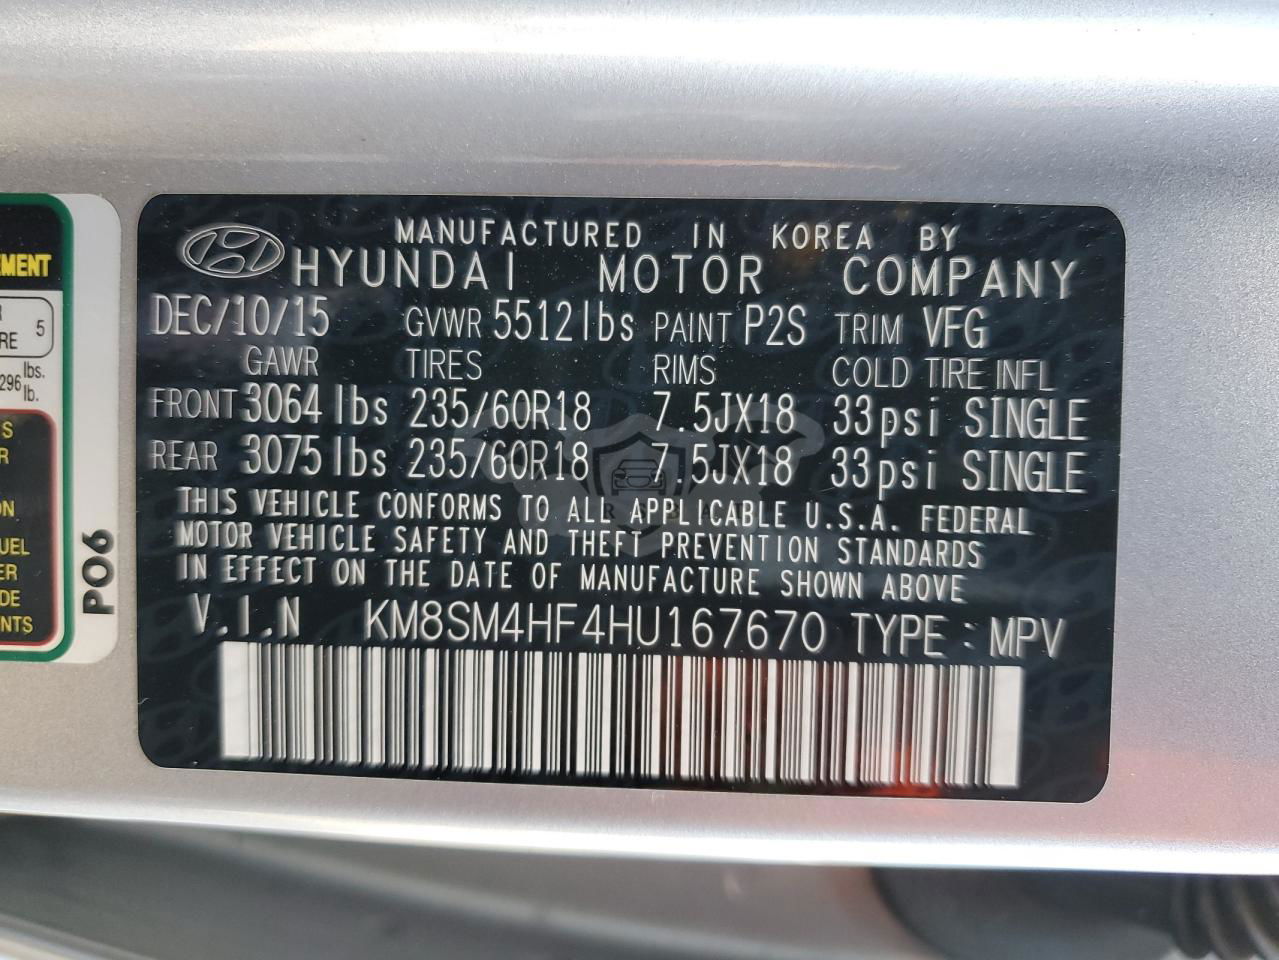 MANUFACTURED IN KOREA BY
HYUNDAI MOTOR COMPANY
DEC/10/15 GVWR 5512lbs PAINT P2S TRIM VFG
GAWR TIRES RIMS COLD TIRE INFL
FRONT 3064 lbs 235/60R18 7.5JX18 33psi SINGLE
REAR 3075 lbs 235/60R18 7.5JX18 33psi SINGLE
THIS VEHICLE CONFORMS TO ALL APPLICABLE U.S.A. FEDERAL
MOTOR VEHICLE SAFETY AND THEFT PREVENTION STANDARDS
IN EFFECT ON THE DATE OF MANUFACTURE SHOWN ABOVE
V.I.N KM8SM4HF4HU167670 TYPE : MPV
EMENT
R
RE 5
296 lbs.
lb.
S
R
ON
UEL
ER
DE
NTS
P06